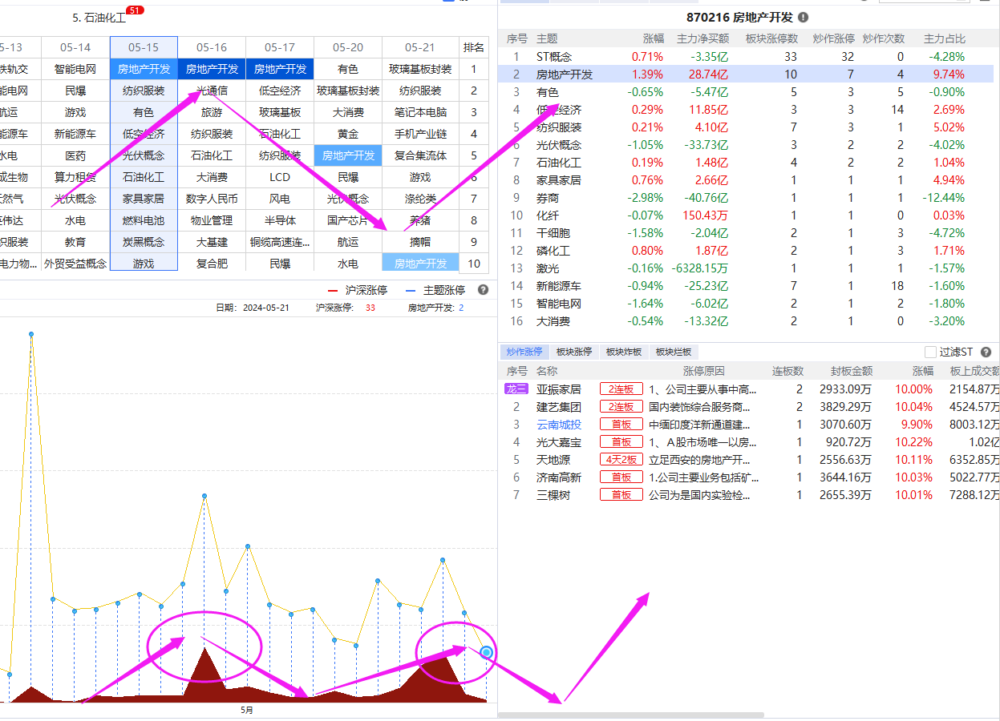 5. 石油化工 51
5-13 05-14 05-15 05-16 05-17 05-20 05-21 排名
铁轨交 智能电网 房地产开发 房地产开发 房地产开发 有色 玻璃基板封装 1
能电网 民爆 纺织服装 光通信 低空经济 玻璃基板封装 纺织服装 2
航运 游戏 有色 旅游 玻璃基板 大消费 笔记本电脑 3
能源车 新能源车 低空经济 纺织服装 石油化工 黄金 手机产业链 4
水电 医药 光伏概念 石油化工 纺织服装 房地产开发 复合集流体 5
成生物 算力租赁 石油化工 大消费 LCD 民爆 游戏 6
天然气 光伏概念 家具家居 数字人民币 风电 光伏概念 涤纶类 7
英伟达 水电 燃料电池 物业管理 半导体 国产芯片 养猪 8
织服装 教育 炭黑概念 大基建 铜缆高速连... 航运 摘帽 9
电力物... 外贸受益概念 游戏 复合肥 民爆 水电 房地产开发 10
沪深涨停 主题涨停 ?
日期: 2024-05-21 沪深涨停: 33 房地产开发: 2
5月
870216 房地产开发 !
序号 主题 涨幅 主力净买额 板块涨停数 炒作涨停 炒作次数 主力占比
1 ST概念 0.71% -3.35亿 33 32 0 -4.28%
2 房地产开发 1.39% 28.74亿 10 7 4 9.74%
3 有色 -0.65% -5.47亿 5 3 5 -0.90%
4 低空经济 0.29% 11.85亿 3 3 14 2.69%
5 纺织服装 0.21% 4.10亿 7 3 1 5.02%
6 光伏概念 -1.05% -33.73亿 3 2 2 -4.02%
7 石油化工 0.19% 1.48亿 4 2 2 1.04%
8 家具家居 0.76% 2.66亿 1 1 1 4.94%
9 券商 -2.98% -40.76亿 1 1 1 -12.44%
10 化纤 -0.07% 150.43万 1 1 0 0.03%
11 干细胞 -1.58% -2.04亿 2 1 3 -4.72%
12 磷化工 0.80% 1.87亿 2 1 3 1.71%
13 激光 -0.16% -6328.15万 1 1 1 -1.57%
14 新能源车 -0.94% -25.23亿 7 1 18 -1.60%
15 智能电网 -1.64% -6.02亿 2 1 2 -1.80%
16 大消费 -0.54% -13.32亿 2 1 0 -3.20%
炒作涨停 板块涨停 板块炸板 板块烂板 过滤ST ?
序号 名称 涨停原因 连板数 封板金额 涨幅 板上成交额
龙三 亚振家居 2连板 1、公司主要从事中高... 2 2933.09万 10.00% 2154.87万
2 建艺集团 2连板 国内装饰综合服务商... 2 3829.29万 10.04% 4524.57万
3 云南城投 首板 中缅印度洋新通道建... 1 3070.60万 9.90% 8003.12万
4 光大嘉宝 首板 1、A股市场唯一以房... 1 920.72万 10.22% 1.02亿
5 天地源 4天2板 立足西安的房地产开... 1 2556.63万 10.11% 6352.85万
6 济南高新 首板 1.公司主要业务包括矿... 1 3644.16万 10.03% 5022.77万
7 三棵树 首板 公司为是国内实验检... 1 2655.39万 10.01% 7288.12万